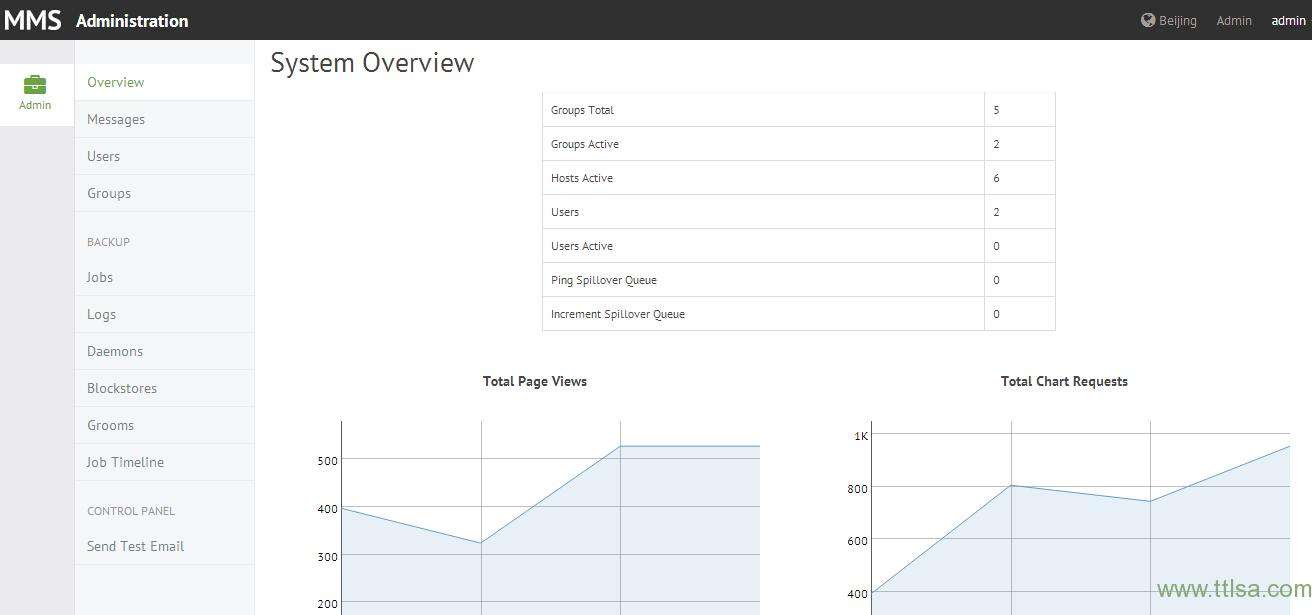 MMS Administration Beijing Admin admin
Admin
Overview
Messages
Users
Groups
BACKUP
Jobs
Logs
Daemons
Blockstores
Grooms
Job Timeline
CONTROL PANEL
Send Test Email
System Overview
Groups Total 5
Groups Active 2
Hosts Active 6
Users 2
Users Active 0
Ping Spillover Queue 0
Increment Spillover Queue 0
Total Page Views
500
400
300
200
Total Chart Requests
1K
800
600
400
www.ttlsa.com